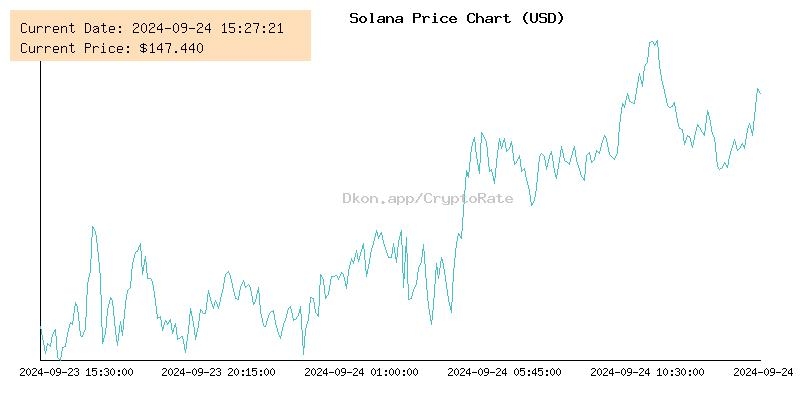 Solana Price Chart (USD)
Current Date: 2024-09-24 15:27:21
Current Price: $147.440
Dkon.app/CryptoRate
2024-09-23 15:30:00
2024-09-23 20:15:00
2024-09-24 01:00:00
2024-09-24 05:45:00
2024-09-24 10:30:00
2024-09-24